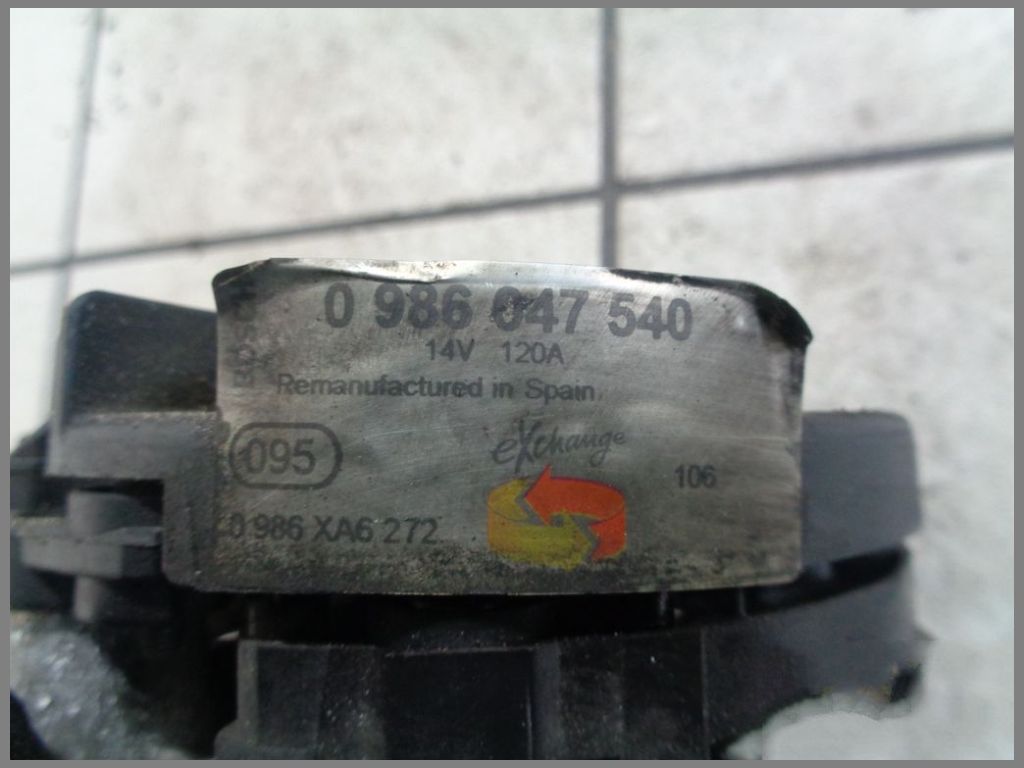 0 986 047 540
14V 120A
Remanufactured in Spain
095
eXchange
106
0 986 XA6 272